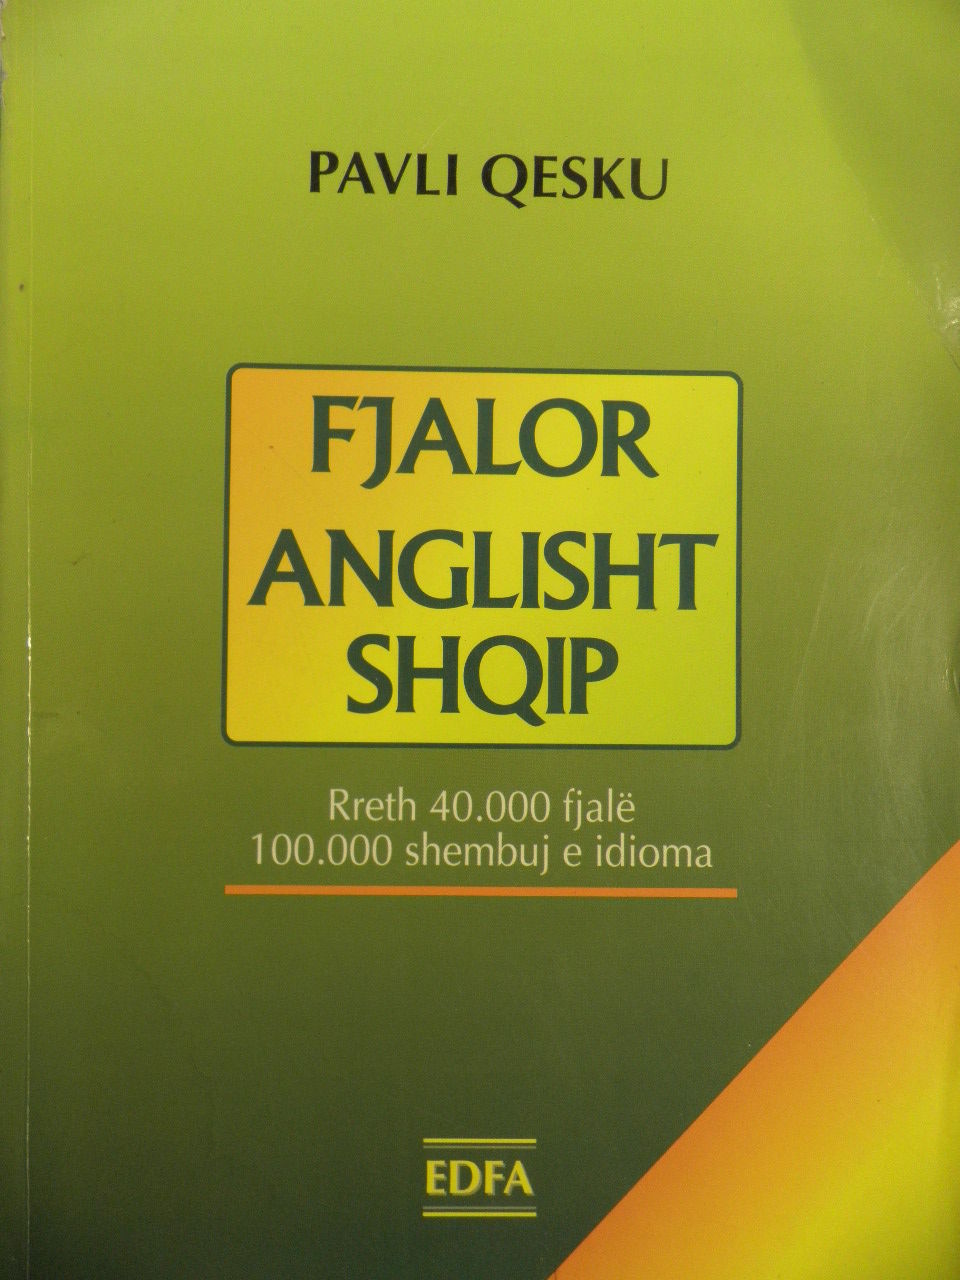 PAVLI QESKU
FJALOR
ANGLISHT
SHQIP
Rreth 40.000 fjalë
100.000 shembuj e idioma
EDFA